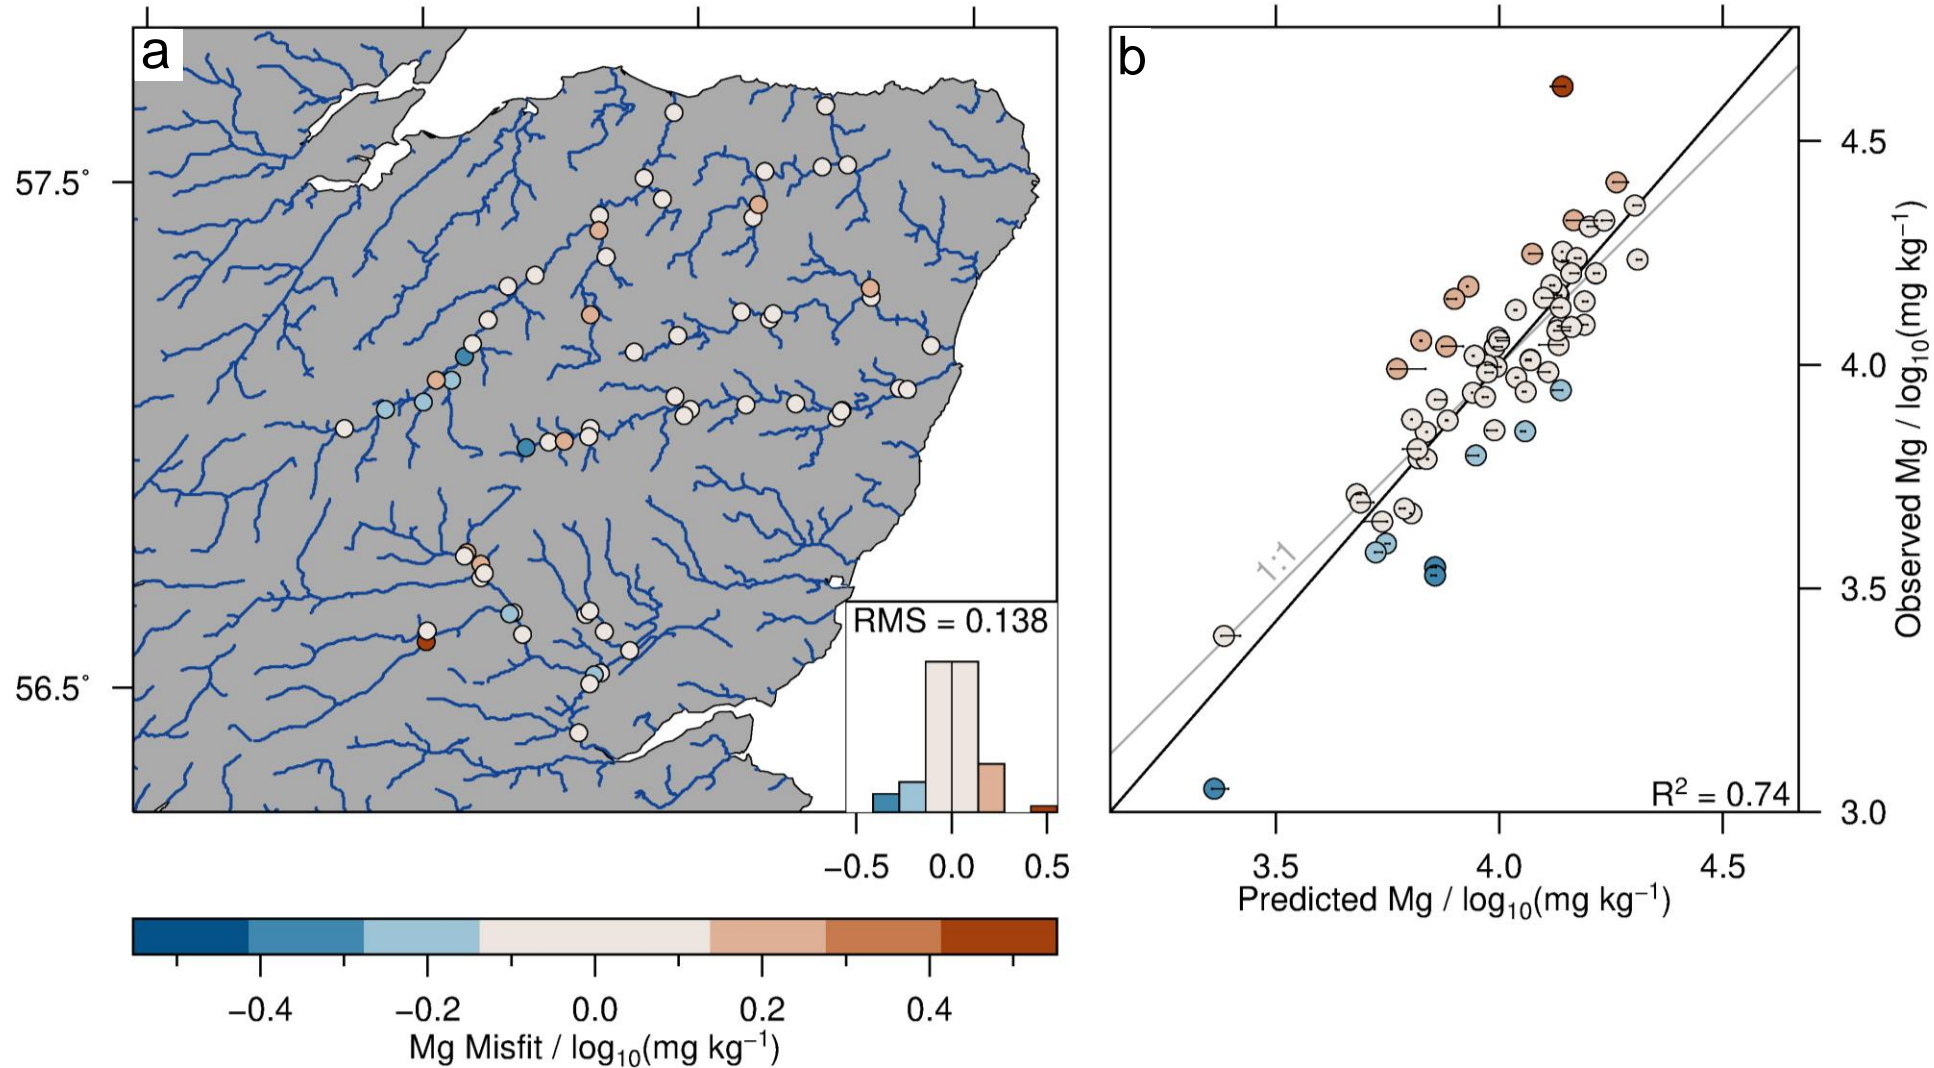 a
57.5°
56.5°
RMS = 0.138
−0.5 0.0 0.5
−0.4 −0.2 0.0 0.2 0.4
Mg Misfit / log₁₀(mg kg⁻¹)
b
4.5
4.0
3.5
3.0
Observed Mg / log₁₀(mg kg⁻¹)
1:1
R² = 0.74
3.5 4.0 4.5
Predicted Mg / log₁₀(mg kg⁻¹)